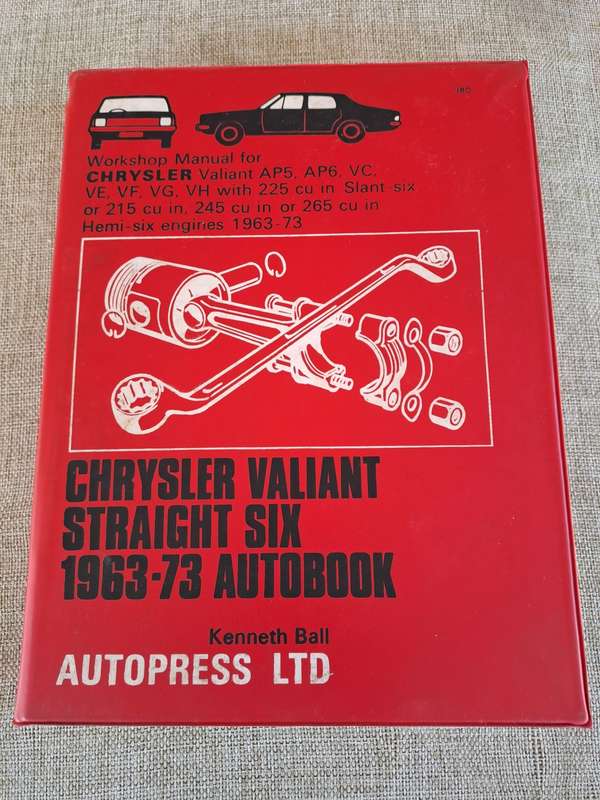 180
Workshop Manual for
CHRYSLER Valiant AP5, AP6, VC,
VE, VF, VG, VH with 225 cu in Slant-six
or 215 cu in, 245 cu in or 265 cu in
Hemi-six engines 1963-73
CHRYSLER VALIANT
STRAIGHT SIX
1963-73 AUTOBOOK
Kenneth Ball
AUTOPRESS LTD